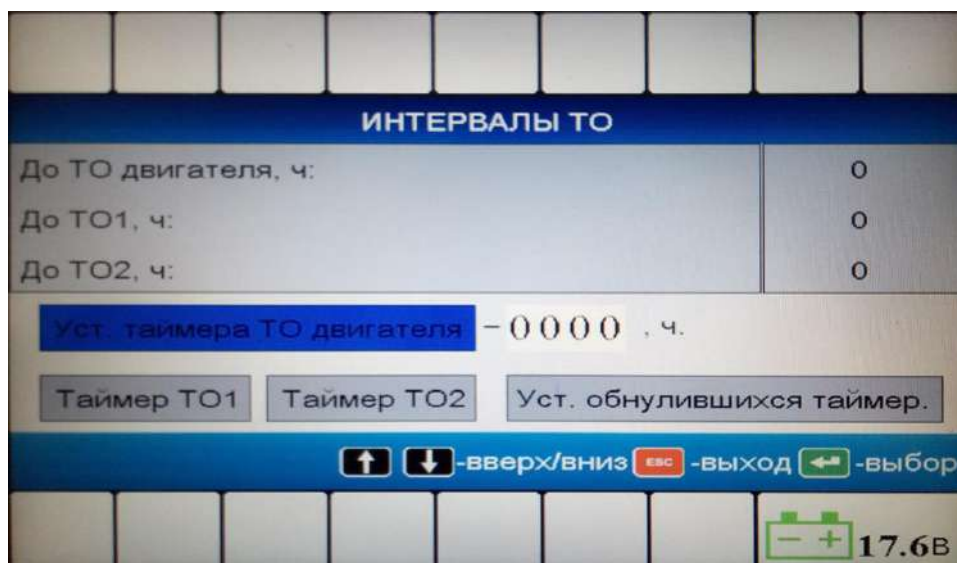 ИНТЕРВАЛЫ ТО
До ТО двигателя, ч: 0
До ТО1, ч: 0
До ТО2, ч: 0
Уст. таймера ТО двигателя -0000 , ч.
Таймер ТО1 Таймер ТО2 Уст. обнулившихся таймер.
-вверх/вниз ESC -выход -выбор
- + 17.6В